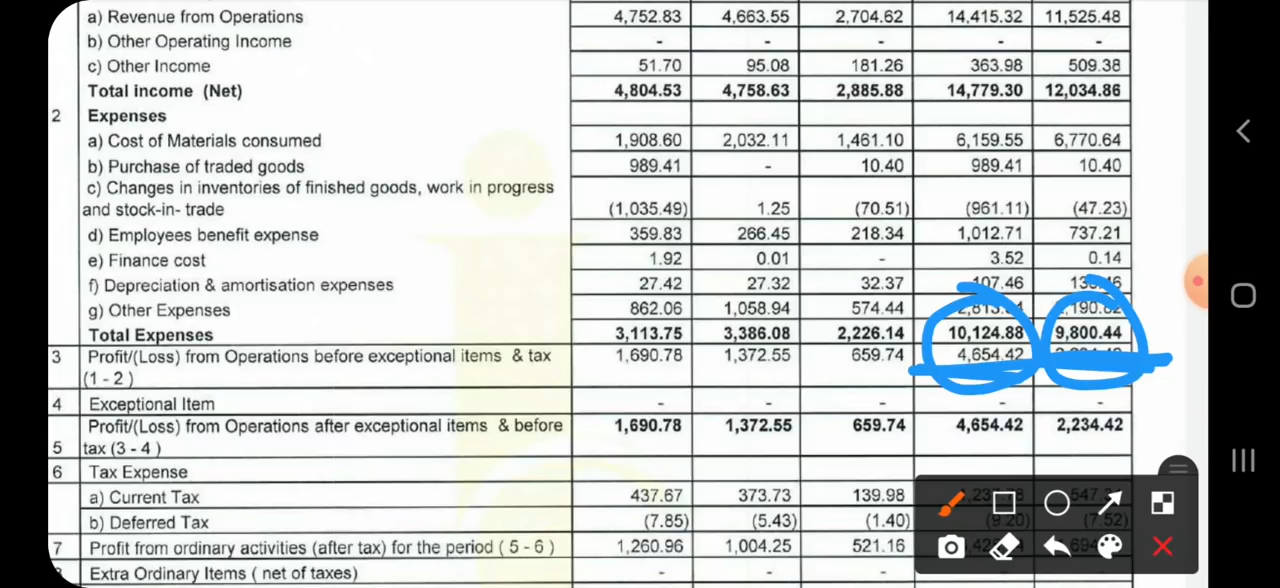 a) Revenue from Operations 4,752.83 4,663.55 2,704.62 14,415.32 11,525.48
b) Other Operating Income - - - - -
c) Other Income 51.70 95.08 181.26 363.98 509.38
Total income (Net) 4,804.53 4,758.63 2,885.88 14,779.30 12,034.86
2 Expenses
a) Cost of Materials consumed 1,908.60 2,032.11 1,461.10 6,159.55 6,770.64
b) Purchase of traded goods 989.41 - 10.40 989.41 10.40
c) Changes in inventories of finished goods, work in progress
and stock-in- trade (1,035.49) 1.25 (70.51) (961.11) (47.23)
d) Employees benefit expense 359.83 266.45 218.34 1,012.71 737.21
e) Finance cost 1.92 0.01 - 3.52 0.14
f) Depreciation & amortisation expenses 27.42 27.32 32.37 107.46
g) Other Expenses 862.06 1,058.94 574.44
Total Expenses 3,113.75 3,386.08 2,226.14 10,124.88 9,800.44
3 Profit/(Loss) from Operations before exceptional items & tax 1,690.78 1,372.55 659.74 4,654.42
(1 - 2)
4 Exceptional Item - - - - -
Profit/(Loss) from Operations after exceptional items & before 1,690.78 1,372.55 659.74 4,654.42 2,234.42
5 tax (3 - 4 )
6 Tax Expense
a) Current Tax 437.67 373.73 139.98
b) Deferred Tax (7.85) (5.43) (1.40) (9.20) (7.52)
7 Profit from ordinary activities (after tax) for the period ( 5 - 6 ) 1,260.96 1,004.25 521.16
Extra Ordinary Items ( net of taxes) - - - - -